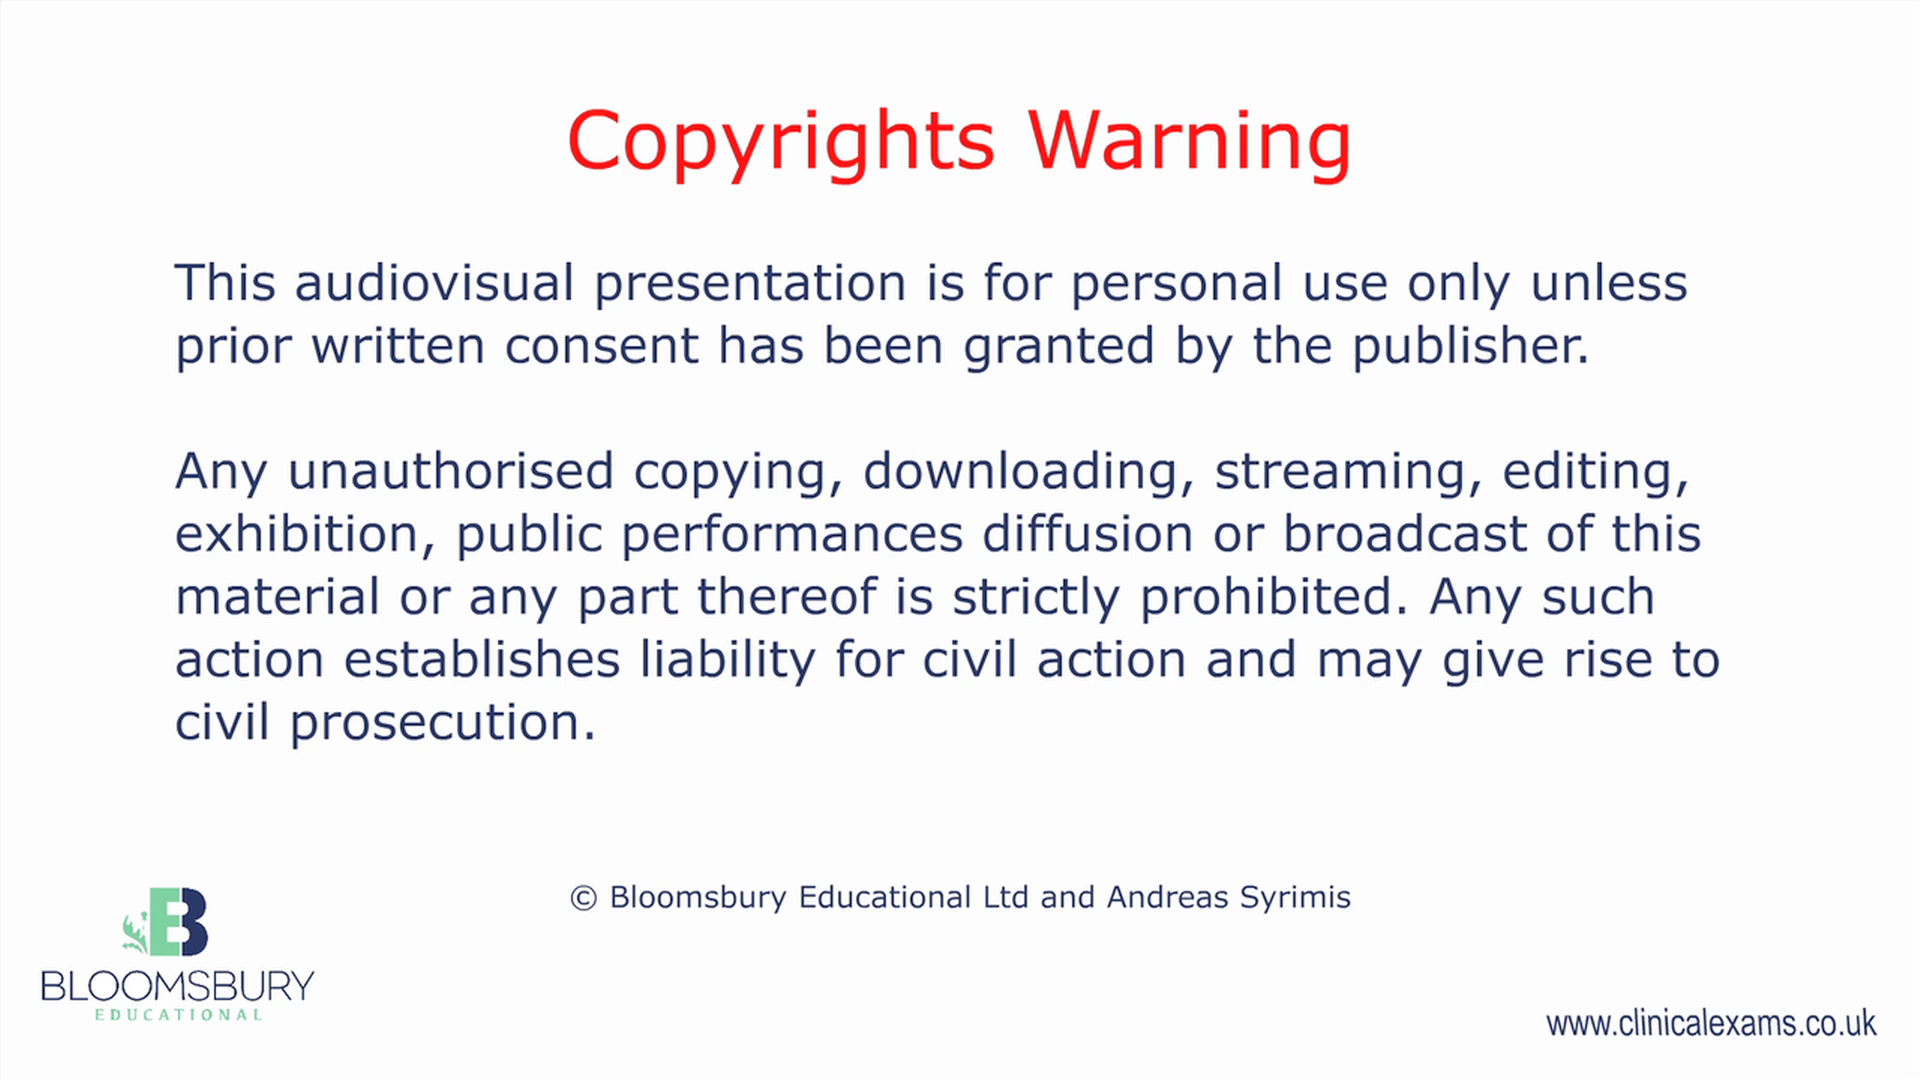 Copyrights Warning
This audiovisual presentation is for personal use only unless
prior written consent has been granted by the publisher.
Any unauthorised copying, downloading, streaming, editing,
exhibition, public performances diffusion or broadcast of this
material or any part thereof is strictly prohibited. Any such
action establishes liability for civil action and may give rise to
civil prosecution.
© Bloomsbury Educational Ltd and Andreas Syrimis
EB
BLOOMSBURY
EDUCATIONAL
www.clinicalexams.co.uk